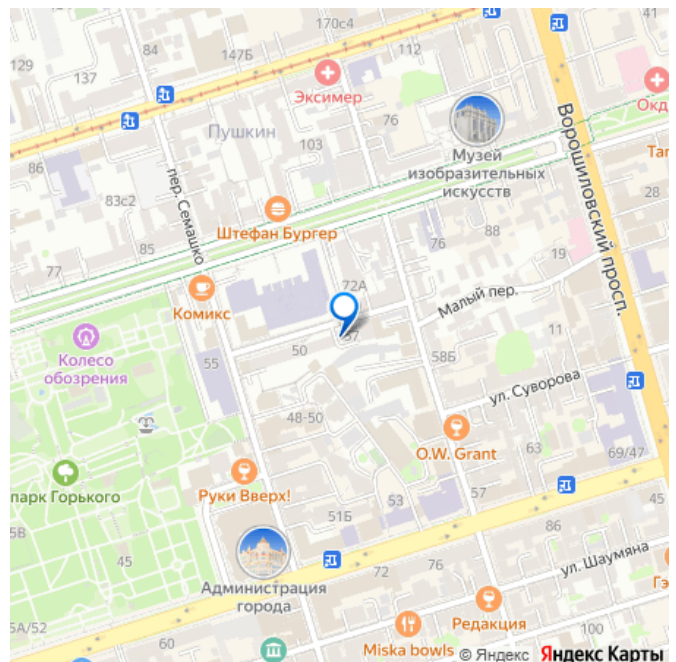 170с4
41
84
147Б
112
129
137
Эксимер
Окд
Пушкин
76
103
Музей
изобразительных
искусств
Ворошиловский просп.
Таг
86
83с2
пер. Семашко
28
Штефан Бургер
88
76
85
77
19
72А
Комикс
Малый пер.
Колесо
обозрения
57
11
50
58Б
55
ул. Суворова
48-50
O.W. Grant
63
69/47
парк Горького
Руки Вверх!
53
57
45
51Б
5В
86
45
ул. Шаумяна
Администрация
города
72
76
Гэ
5А/52
Редакция
60
100
Miska bowls
© Яндекс Яндекс Карты